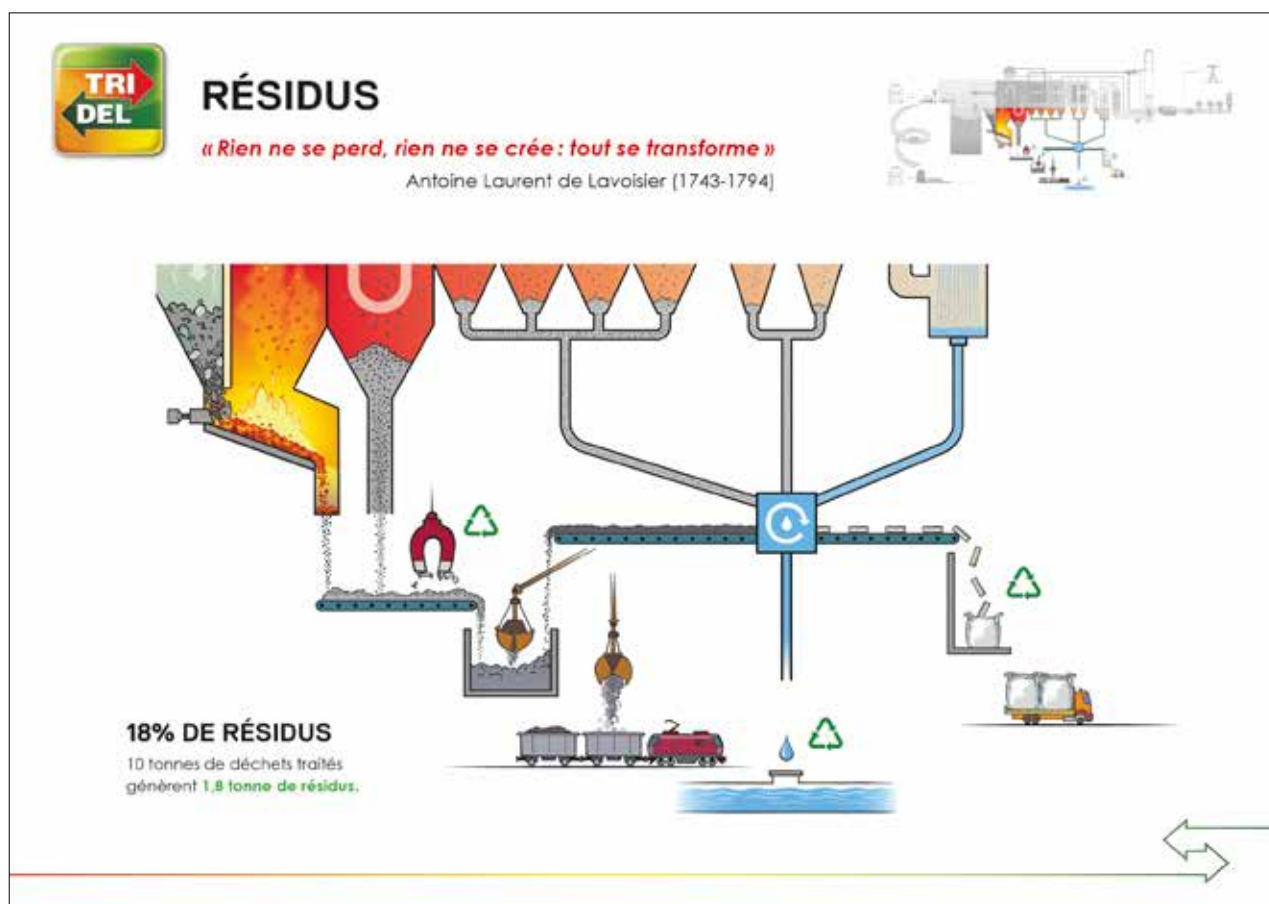 TRI
DEL
RÉSIDUS
« Rien ne se perd, rien ne se crée : tout se transforme »
Antoine Laurent de Lavoisier (1743-1794)
18% DE RÉSIDUS
10 tonnes de déchets traités
génèrent 1,8 tonne de résidus.